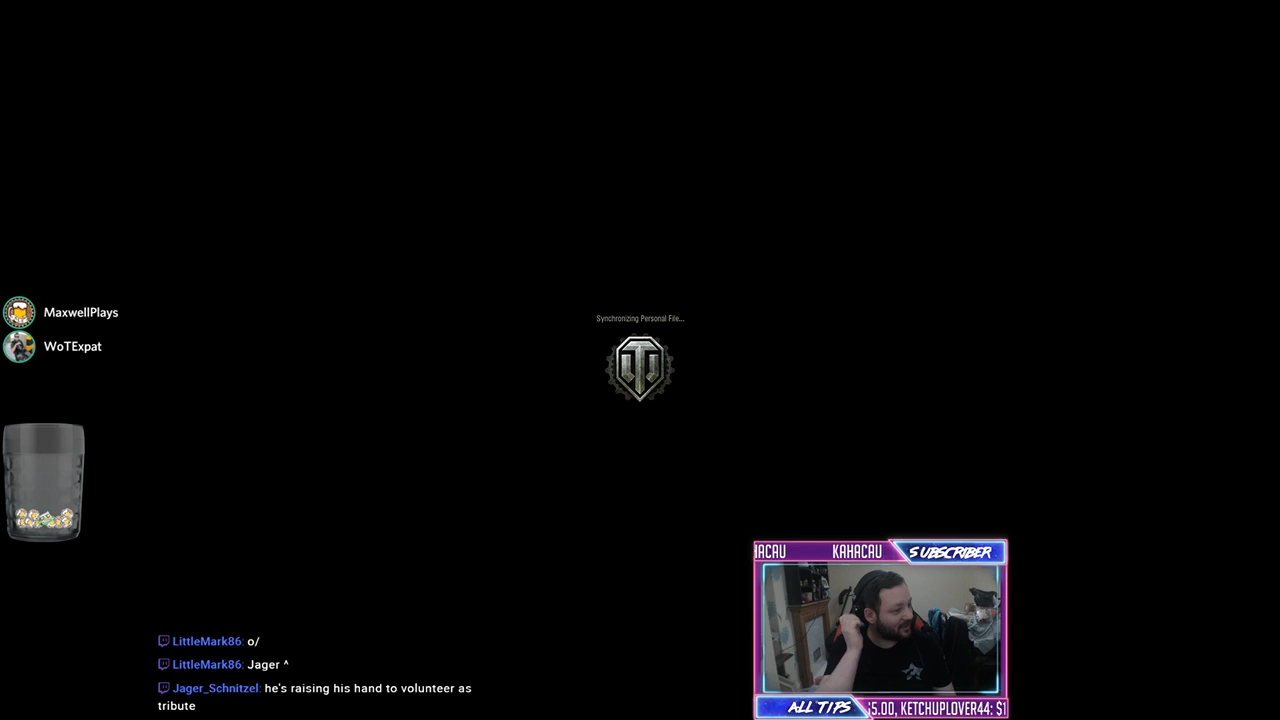 MaxwellPlays
WoTExpat
Synchronizing Personal File...
LittleMark86: o/
LittleMark86: Jager ^
Jager_Schnitzel: he's raising his hand to volunteer as
tribute
KAHACAU
SUBSCRIBER
ALL TIPS
5.00, KETCHUPLOVER44: $1